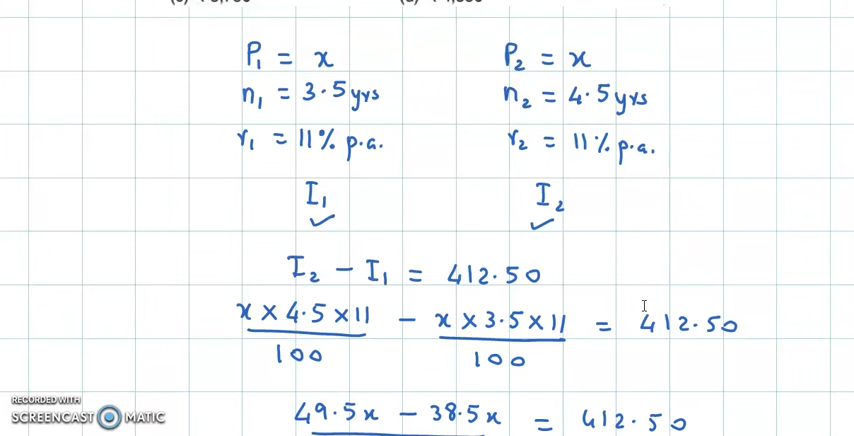 P₁ = x P₂ = x
n₁ = 3.5 yrs n₂ = 4.5 yrs
r₁ = 11% p.a. r₂ = 11% p.a.
I₁ I₂
I₂ − I₁ = 412.50
x × 4.5 × 11 − x × 3.5 × 11 = 412.50
100 100
49.5x − 38.5x = 412.50
RECORDED WITH
SCREENCAST MATIC